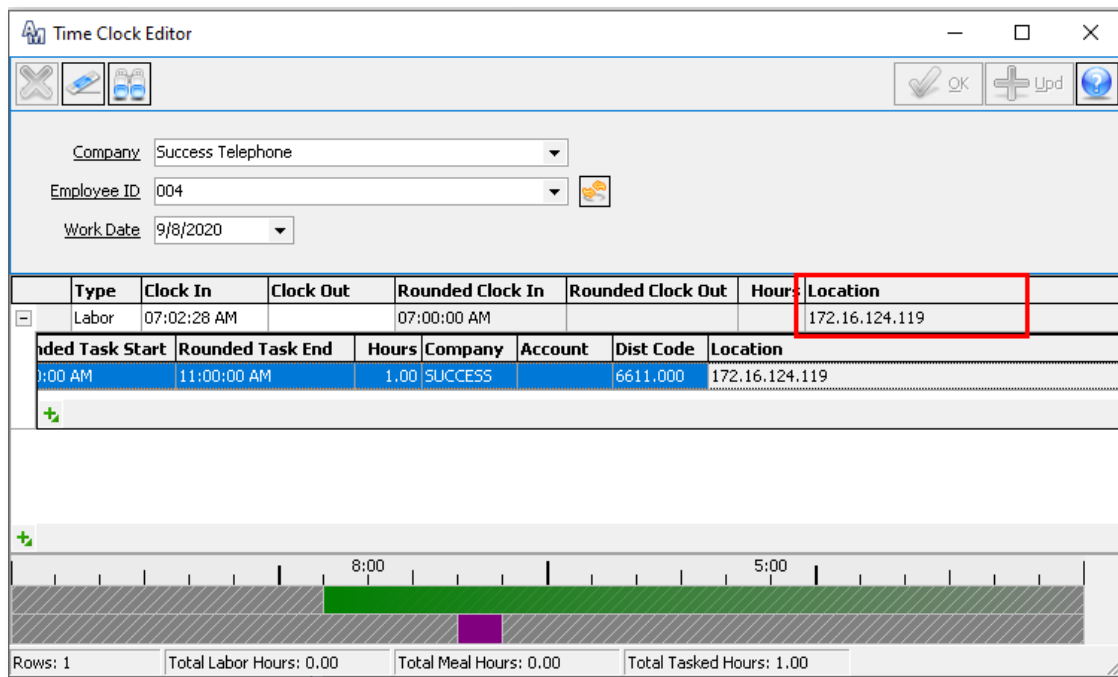 Time Clock Editor
OK Upd
Company Success Telephone
Employee ID 004
Work Date 9/8/2020
Type Clock In Clock Out Rounded Clock In Rounded Clock Out Hours Location
Labor 07:02:28 AM 07:00:00 AM 172.16.124.119
nded Task Start Rounded Task End Hours Company Account Dist Code Location
):00 AM 11:00:00 AM 1.00 SUCCESS 6611.000 172.16.124.119
8:00 5:00
Rows: 1 Total Labor Hours: 0.00 Total Meal Hours: 0.00 Total Tasked Hours: 1.00